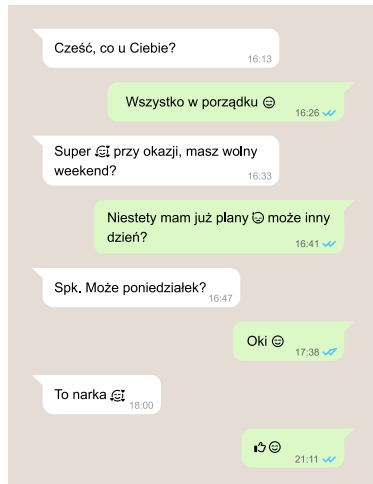 Cześć, co u Ciebie?
16:13
Wszystko w porządku 😊
16:26
Super 🥰 przy okazji, masz wolny
weekend?
16:33
Niestety mam już plany 🥲 może inny
dzień?
16:41
Spk. Może poniedziałek?
16:47
Oki 😊
17:38
To narka 🥰
18:00
👍😊
21:11